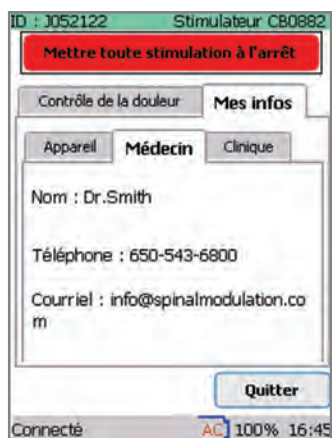 ID : J052122 Stimulateur CB0882
Mettre toute stimulation à l'arrêt
Contrôle de la douleur Mes infos
Appareil Médecin Clinique
Nom : Dr.Smith
Téléphone : 650-543-6800
Courriel : info@spinalmodulation.co
m
Quitter
Connecté AC 100% 16:45